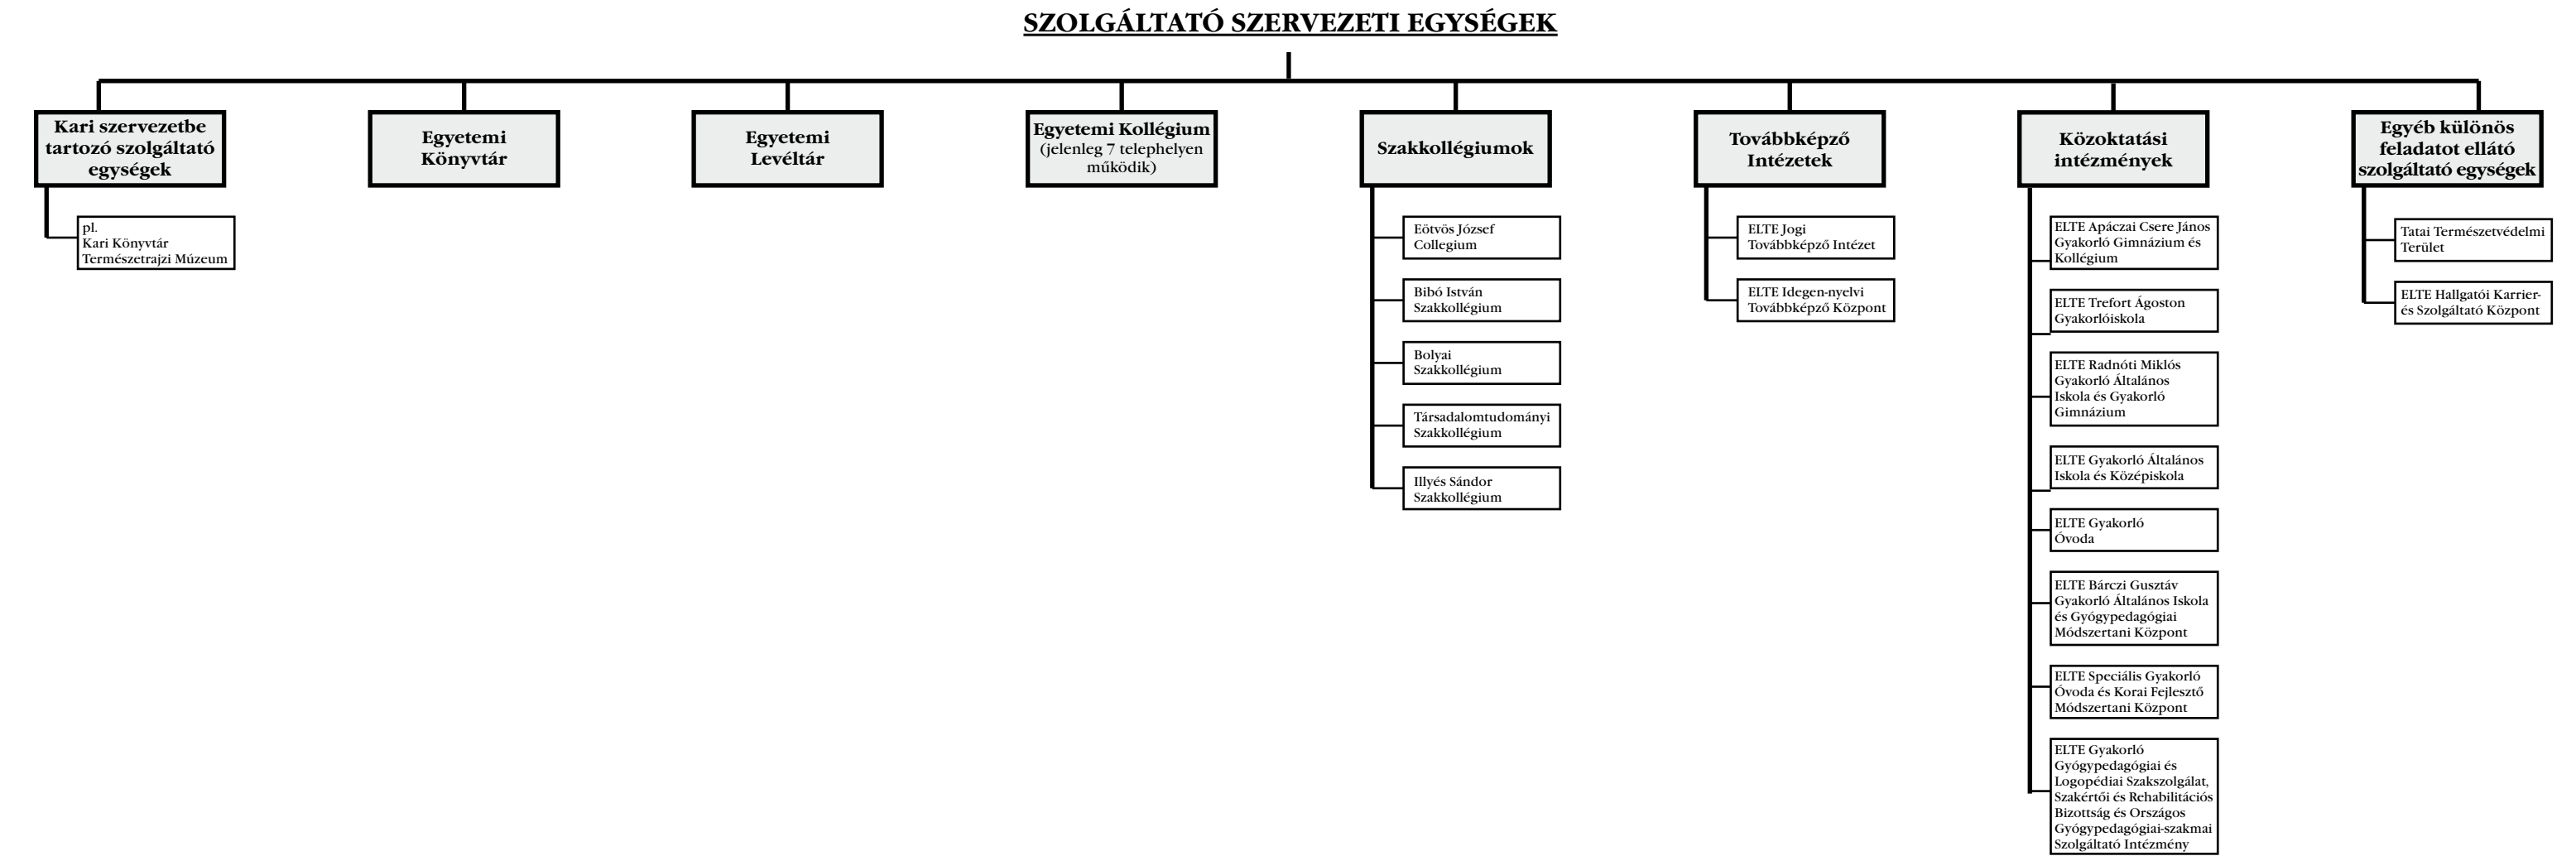 SZOLGÁLTATÓ SZERVEZETI EGYSÉGEK
Kari szervezetbe
tartozó szolgáltató
egységek
pl.
Kari Könyvtár
Természetrajzi Múzeum
Egyetemi
Könyvtár
Egyetemi
Levéltár
Egyetemi Kollégium
(jelenleg 7 telephelyen
működik)
Szakkollégiumok
Eötvös József
Collegium
Bibó István
Szakkollégium
Bolyai
Szakkollégium
Társadalomtudományi
Szakkollégium
Illyés Sándor
Szakkollégium
Továbbképző
Intézetek
ELTE Jogi
Továbbképző Intézet
ELTE Idegen-nyelvi
Továbbképző Központ
Közoktatási
intézmények
ELTE Apáczai Csere János
Gyakorló Gimnázium és
Kollégium
ELTE Trefort Ágoston
Gyakorlóiskola
ELTE Radnóti Miklós
Gyakorló Általános
Iskola és Gyakorló
Gimnázium
ELTE Gyakorló Általános
Iskola és Középiskola
ELTE Gyakorló
Óvoda
ELTE Bárczi Gusztáv
Gyakorló Általános Iskola
és Gyógypedagógiai
Módszertani Központ
ELTE Speciális Gyakorló
Óvoda és Korai Fejlesztő
Módszertani Központ
ELTE Gyakorló
Gyógypedagógiai és
Logopédiai Szakszolgálat,
Szakértői és Rehabilitációs
Bizottság és Országos
Gyógypedagógiai-szakmai
Szolgáltató Intézmény
Egyéb különös
feladatot ellátó
szolgáltató egységek
Tatai Természetvédelmi
Terület
ELTE Hallgatói Karrier-
és Szolgáltató Központ